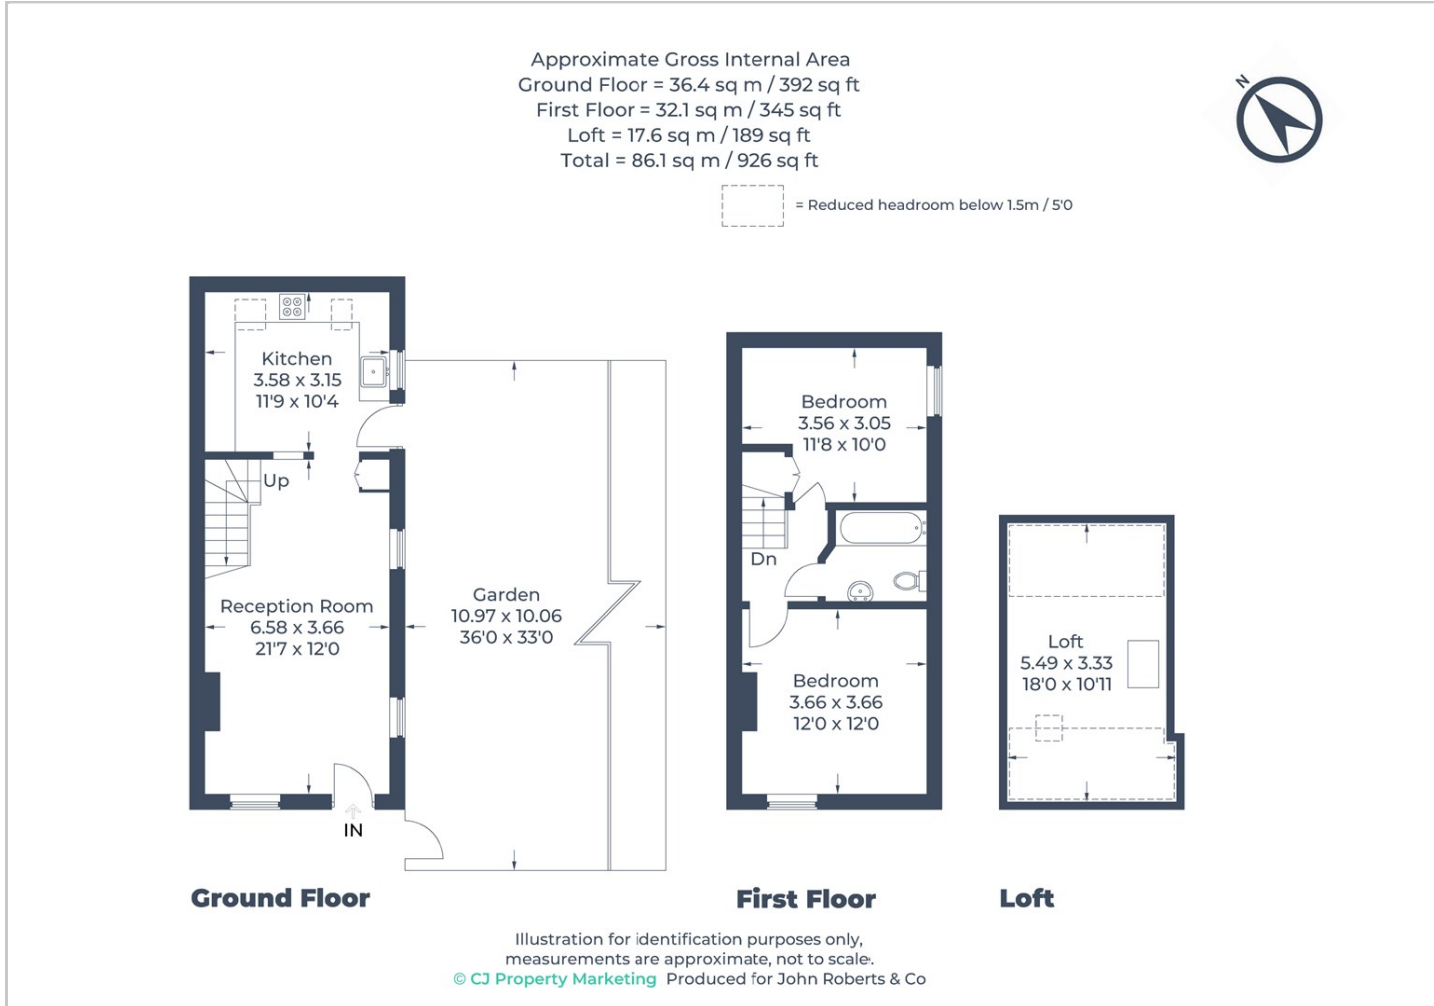 Approximate Gross Internal Area
Ground Floor = 36.4 sq m / 392 sq ft
First Floor = 32.1 sq m / 345 sq ft
Loft = 17.6 sq m / 189 sq ft
Total = 86.1 sq m / 926 sq ft
N
= Reduced headroom below 1.5m / 5'0
Kitchen
3.58 x 3.15
11'9 x 10'4
Up
Reception Room
6.58 x 3.66
21'7 x 12'0
IN
Garden
10.97 x 10.06
36'0 x 33'0
Bedroom
3.56 x 3.05
11'8 x 10'0
Dn
Bedroom
3.66 x 3.66
12'0 x 12'0
Loft
5.49 x 3.33
18'0 x 10'11
Ground Floor
First Floor
Loft
Illustration for identification purposes only,
measurements are approximate, not to scale.
© CJ Property Marketing Produced for John Roberts & Co